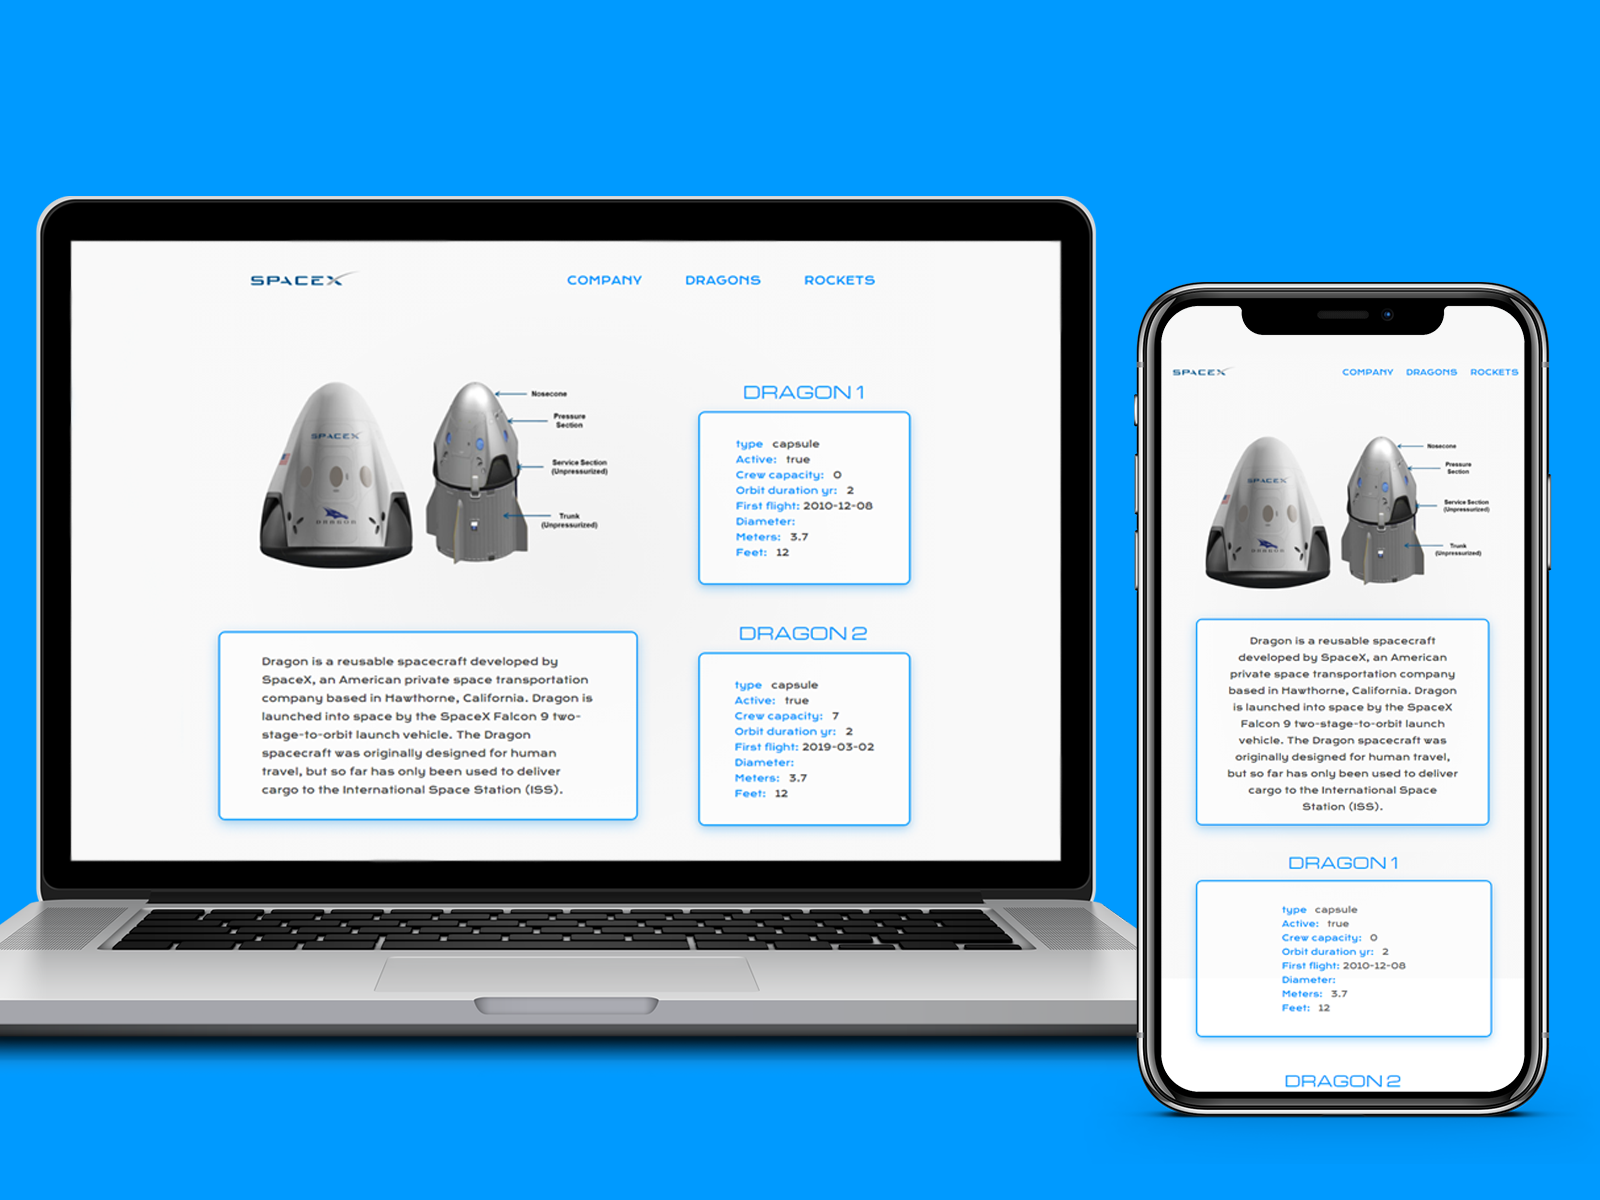 SPACEX
COMPANY DRAGONS ROCKETS
SPACEX
DRAGON
Nosecone
Pressure
Section
Service Section
(Unpressurized)
Trunk
(Unpressurized)
Dragon is a reusable spacecraft developed by
SpaceX, an American private space transportation
company based in Hawthorne, California. Dragon is
launched into space by the SpaceX Falcon 9 two-
stage-to-orbit launch vehicle. The Dragon
spacecraft was originally designed for human
travel, but so far has only been used to deliver
cargo to the International Space Station (ISS).
DRAGON 1
type capsule
Active: true
Crew capacity: 0
Orbit duration yr: 2
First flight: 2010-12-08
Diameter:
Meters: 3.7
Feet: 12
DRAGON 2
type capsule
Active: true
Crew capacity: 7
Orbit duration yr: 2
First flight: 2019-03-02
Diameter:
Meters: 3.7
Feet: 12
SPACEX
COMPANY DRAGONS ROCKETS
SPACEX
DRAGON
Nosecone
Pressure
Section
Service Section
(Unpressurized)
Trunk
(Unpressurized)
Dragon is a reusable spacecraft
developed by SpaceX, an American
private space transportation company
based in Hawthorne, California. Dragon
is launched into space by the SpaceX
Falcon 9 two-stage-to-orbit launch
vehicle. The Dragon spacecraft was
originally designed for human travel,
but so far has only been used to deliver
cargo to the International Space
Station (ISS).
DRAGON 1
type capsule
Active: true
Crew capacity: 0
Orbit duration yr: 2
First flight: 2010-12-08
Diameter:
Meters: 3.7
Feet: 12
DRAGON 2